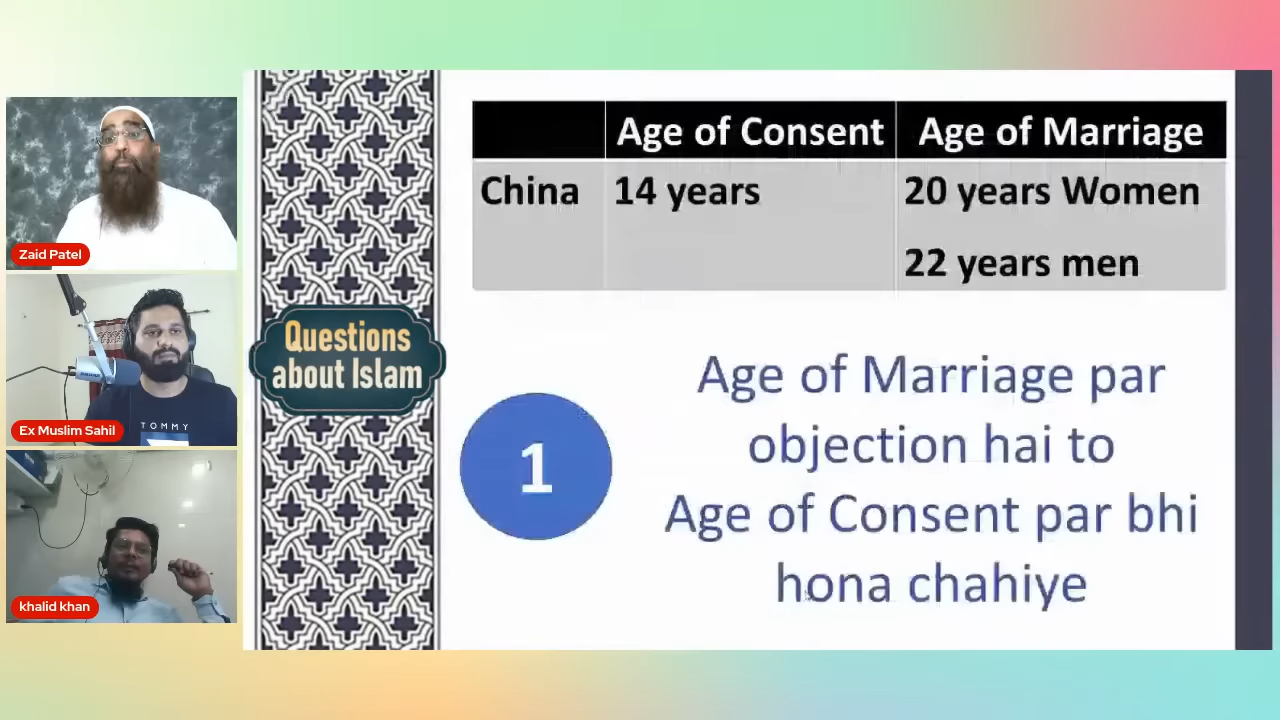 Zaid Patel
Ex Muslim Sahil
TOMMY
khalid khan
Questions
about Islam
Age of Consent
Age of Marriage
China
14 years
20 years Women
22 years men
1
Age of Marriage par
objection hai to
Age of Consent par bhi
hona chahiye